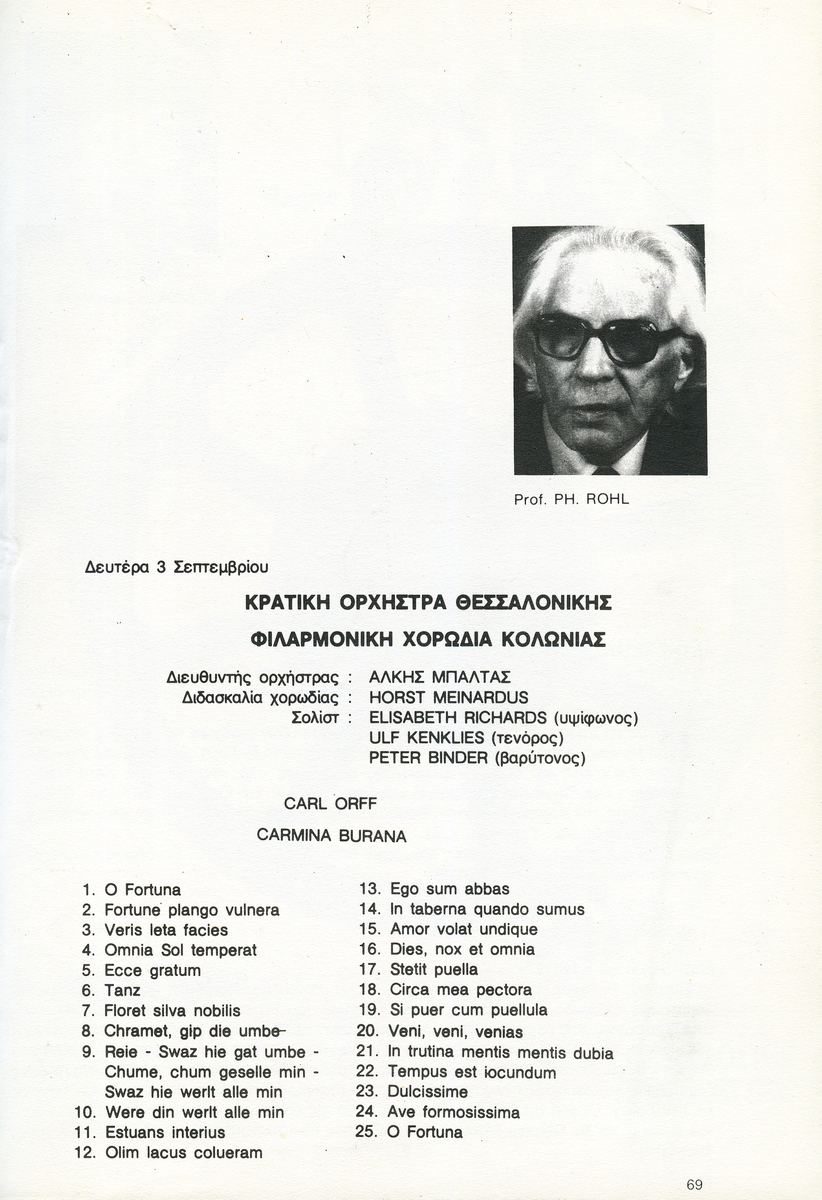 Prof. PH. ROHL
Δευτέρα 3 Σεπτεμβρίου
ΚΡΑΤΙΚΗ ΟΡΧΗΣΤΡΑ ΘΕΣΣΑΛΟΝΙΚΗΣ
ΦΙΛΑΡΜΟΝΙΚΗ ΧΟΡΩΔΙΑ ΚΟΛΩΝΙΑΣ
Διευθυντής ορχήστρας : ΑΛΚΗΣ ΜΠΑΛΤΑΣ
Διδασκαλία χορωδίας : HORST MEINARDUS
Σολίστ : ELISABETH RICHARDS (υψίφωνος)
ULF KENKLIES (τενόρος)
PETER BINDER (βαρύτονος)
CARL ORFF
CARMINA BURANA
1. O Fortuna
2. Fortune plango vulnera
3. Veris leta facies
4. Omnia Sol temperat
5. Ecce gratum
6. Tanz
7. Floret silva nobilis
8. Chramet, gip die umbe-
9. Reie - Swaz hie gat umbe -
Chume, chum geselle min -
Swaz hie werlt alle min
10. Were din werlt alle min
11. Estuans interius
12. Olim lacus colueram
13. Ego sum abbas
14. In taberna quando sumus
15. Amor volat undique
16. Dies, nox et omnia
17. Stetit puella
18. Circa mea pectora
19. Si puer cum puellula
20. Veni, veni, venias
21. In trutina mentis mentis dubia
22. Tempus est iocundum
23. Dulcissime
24. Ave formosissima
25. O Fortuna
69